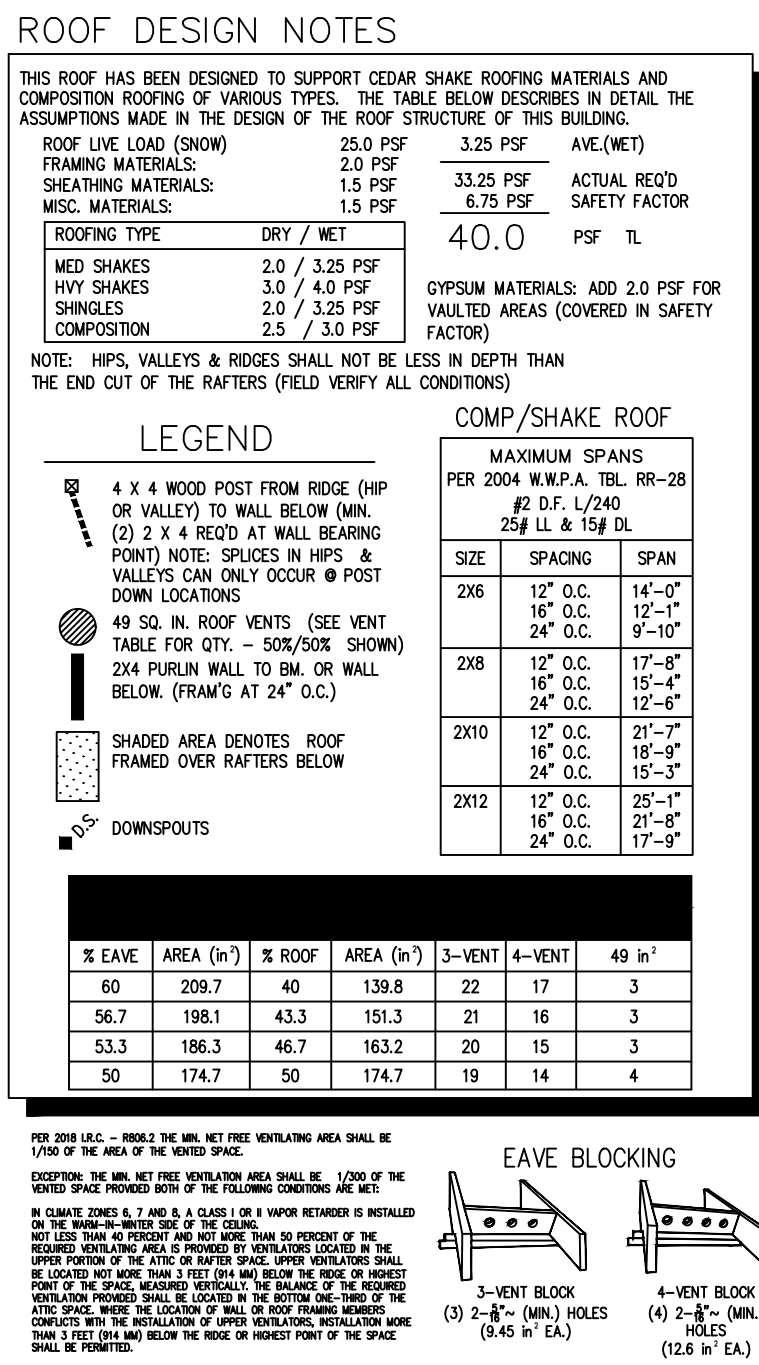 ROOF DESIGN NOTES
THIS ROOF HAS BEEN DESIGNED TO SUPPORT CEDAR SHAKE ROOFING MATERIALS AND
COMPOSITION ROOFING OF VARIOUS TYPES. THE TABLE BELOW DESCRIBES IN DETAIL THE
ASSUMPTIONS MADE IN THE DESIGN OF THE ROOF STRUCTURE OF THIS BUILDING.
ROOF LIVE LOAD (SNOW) 25.0 PSF 3.25 PSF AVE.(WET)
FRAMING MATERIALS: 2.0 PSF
SHEATHING MATERIALS: 1.5 PSF 33.25 PSF ACTUAL REQ'D
MISC. MATERIALS: 1.5 PSF 6.75 PSF SAFETY FACTOR
40.0 PSF TL
ROOFING TYPE DRY / WET
MED SHAKES 2.0 / 3.25 PSF
HVY SHAKES 3.0 / 4.0 PSF
SHINGLES 2.0 / 3.25 PSF
COMPOSITION 2.5 / 3.0 PSF
GYPSUM MATERIALS: ADD 2.0 PSF FOR
VAULTED AREAS (COVERED IN SAFETY
FACTOR)
NOTE: HIPS, VALLEYS & RIDGES SHALL NOT BE LESS IN DEPTH THAN
THE END CUT OF THE RAFTERS (FIELD VERIFY ALL CONDITIONS)
LEGEND
4 X 4 WOOD POST FROM RIDGE (HIP
OR VALLEY) TO WALL BELOW (MIN.
(2) 2 X 4 REQ'D AT WALL BEARING
POINT) NOTE: SPLICES IN HIPS &
VALLEYS CAN ONLY OCCUR @ POST
DOWN LOCATIONS
49 SQ. IN. ROOF VENTS (SEE VENT
TABLE FOR QTY. - 50%/50% SHOWN)
2X4 PURLIN WALL TO BM. OR WALL
BELOW. (FRAM'G AT 24" O.C.)
SHADED AREA DENOTES ROOF
FRAMED OVER RAFTERS BELOW
D.S. DOWNSPOUTS
COMP/SHAKE ROOF
MAXIMUM SPANS
PER 2004 W.W.P.A. TBL. RR-28
#2 D.F. L/240
25# LL & 15# DL
SIZE SPACING SPAN
2X6 12" O.C. 14'-0"
16" O.C. 12'-1"
24" O.C. 9'-10"
2X8 12" O.C. 17'-8"
16" O.C. 15'-4"
24" O.C. 12'-6"
2X10 12" O.C. 21'-7"
16" O.C. 18'-9"
24" O.C. 15'-3"
2X12 12" O.C. 25'-1"
16" O.C. 21'-8"
24" O.C. 17'-9"
% EAVE AREA (in²) % ROOF AREA (in²) 3-VENT 4-VENT 49 in²
60 209.7 40 139.8 22 17 3
56.7 198.1 43.3 151.3 21 16 3
53.3 186.3 46.7 163.2 20 15 3
50 174.7 50 174.7 19 14 4
PER 2018 I.R.C. - R806.2 THE MIN. NET FREE VENTILATING AREA SHALL BE
1/150 OF THE AREA OF THE VENTED SPACE.
EXCEPTION: THE MIN. NET FREE VENTILATION AREA SHALL BE 1/300 OF THE
VENTED SPACE PROVIDED BOTH OF THE FOLLOWING CONDITIONS ARE MET:
IN CLIMATE ZONES 6, 7 AND 8, A CLASS I OR II VAPOR RETARDER IS INSTALLED
ON THE WARM-IN-WINTER SIDE OF THE CEILING.
NOT LESS THAN 40 PERCENT AND NOT MORE THAN 50 PERCENT OF THE
REQUIRED VENTILATING AREA IS PROVIDED BY VENTILATORS LOCATED IN THE
UPPER PORTION OF THE ATTIC OR RAFTER SPACE. UPPER VENTILATORS SHALL
BE LOCATED NOT MORE THAN 3 FEET (914 MM) BELOW THE RIDGE OR HIGHEST
POINT OF THE SPACE, MEASURED VERTICALLY. THE BALANCE OF THE REQUIRED
VENTILATION PROVIDED SHALL BE LOCATED IN THE BOTTOM ONE-THIRD OF THE
ATTIC SPACE. WHERE THE LOCATION OF WALL OR ROOF FRAMING MEMBERS
CONFLICTS WITH THE INSTALLATION OF UPPER VENTILATORS, INSTALLATION MORE
THAN 3 FEET (914 MM) BELOW THE RIDGE OR HIGHEST POINT OF THE SPACE
SHALL BE PERMITTED.
EAVE BLOCKING
3-VENT BLOCK
(3) 2-5/16"~ (MIN.) HOLES
(9.45 in² EA.)
4-VENT BLOCK
(4) 2-5/16"~ (MIN.
HOLES
(12.6 in² EA.)